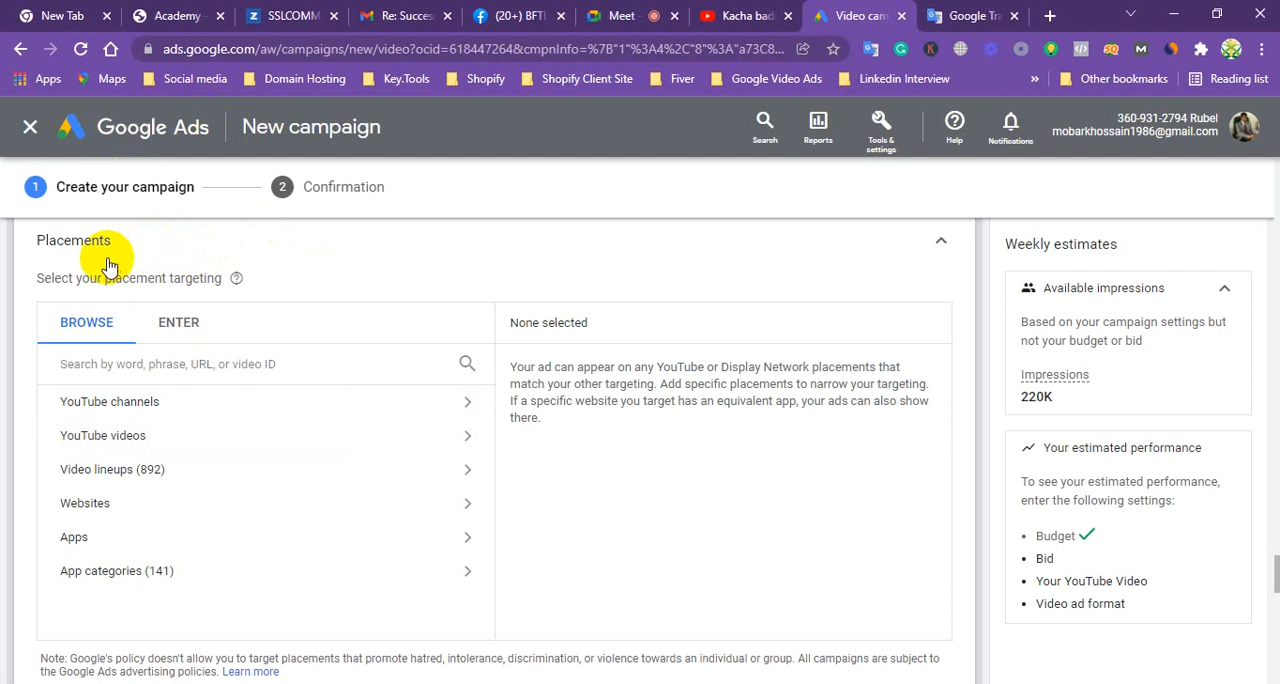 New Tab
Academy -
SSLCOMM
Re: Succes
(20+) BFTI
Meet -
Kacha bad
Video cam
Google Tra
ads.google.com/aw/campaigns/new/video?ocid=618447264&cmpnInfo=%7B"1"%3A4%2C"8"%3A"a73C8...
Apps
Maps
Social media
Domain Hosting
Key.Tools
Shopify
Shopify Client Site
Fiver
Google Video Ads
Linkedin Interview
»
Other bookmarks
Reading list
Google Ads
New campaign
Search
Reports
Tools & settings
Help
Notifications
360-931-2794 Rubel
mobarkhossain1986@gmail.com
1 Create your campaign
2 Confirmation
Placements
Select your placement targeting
BROWSE
ENTER
None selected
Search by word, phrase, URL, or video ID
YouTube channels
YouTube videos
Video lineups (892)
Websites
Apps
App categories (141)
Your ad can appear on any YouTube or Display Network placements that
match your other targeting. Add specific placements to narrow your targeting.
If a specific website you target has an equivalent app, your ads can also show
there.
Note: Google's policy doesn't allow you to target placements that promote hatred, intolerance, discrimination, or violence towards an individual or group. All campaigns are subject to
the Google Ads advertising policies. Learn more
Weekly estimates
Available impressions
Based on your campaign settings but
not your budget or bid
Impressions
220K
Your estimated performance
To see your estimated performance,
enter the following settings:
• Budget
• Bid
• Your YouTube Video
• Video ad format